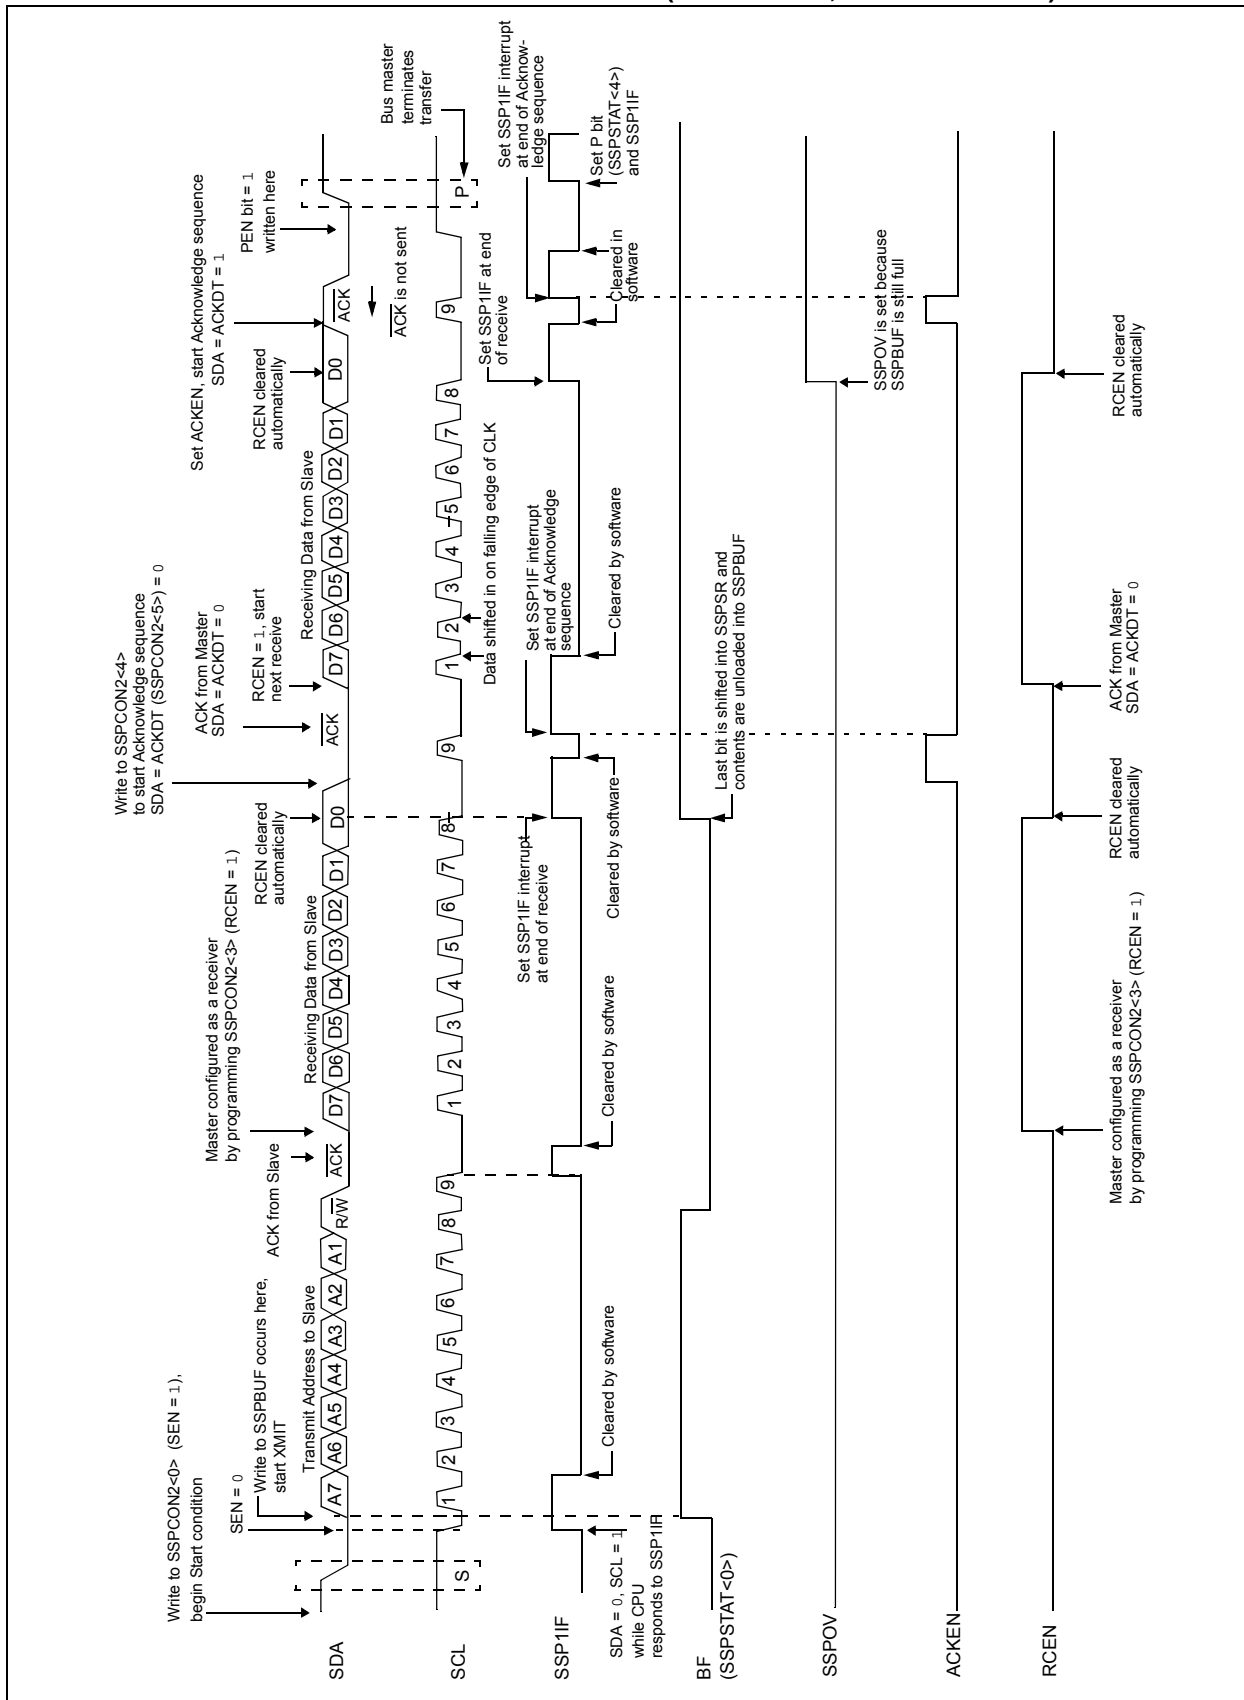 Write to SSPCON2<0> (SEN = 1),
begin Start condition
SEN = 0
Write to SSPBUF occurs here,
start XMIT
ACK from Slave
Master configured as a receiver
by programming SSPCON2<3> (RCEN = 1)
RCEN cleared
automatically
Write to SSPCON2<4>
to start Acknowledge sequence
SDA = ACKDT (SSPCON2<5>) = 0
ACK from Master
SDA = ACKDT = 0
RCEN = 1, start
next receive
RCEN cleared
automatically
Set ACKEN, start Acknowledge sequence
SDA = ACKDT = 1
PEN bit = 1
written here
Transmit Address to Slave
Receiving Data from Slave
Receiving Data from Slave
SDA
A7 A6 A5 A4 A3 A2 A1 R/W ACK D7 D6 D5 D4 D3 D2 D1 D0 ACK D7 D6 D5 D4 D3 D2 D1 D0 ACK
ACK is not sent
Bus master
terminates
transfer
SCL
S 1 2 3 4 5 6 7 8 9 1 2 3 4 5 6 7 8 9 1 2 3 4 5 6 7 8 9 P
Data shifted in on falling edge of CLK
Set SSP1IF interrupt
at end of receive
Set SSP1IF interrupt
at end of Acknowledge
sequence
Set SSP1IF at end
of receive
Set SSP1IF interrupt
at end of Acknow-
ledge sequence
SSP1IF
SDA = 0, SCL = 1
while CPU
responds to SSP1IF
Cleared by software
Cleared by software
Cleared by software
Cleared by software
Cleared in
software
Set P bit
(SSPSTAT<4>)
and SSP1IF
BF
(SSPSTAT<0>)
Last bit is shifted into SSPSR and
contents are unloaded into SSPBUF
SSPOV
SSPOV is set because
SSPBUF is still full
ACKEN
RCEN
Master configured as a receiver
by programming SSPCON2<3> (RCEN = 1)
RCEN cleared
automatically
ACK from Master
SDA = ACKDT = 0
RCEN cleared
automatically